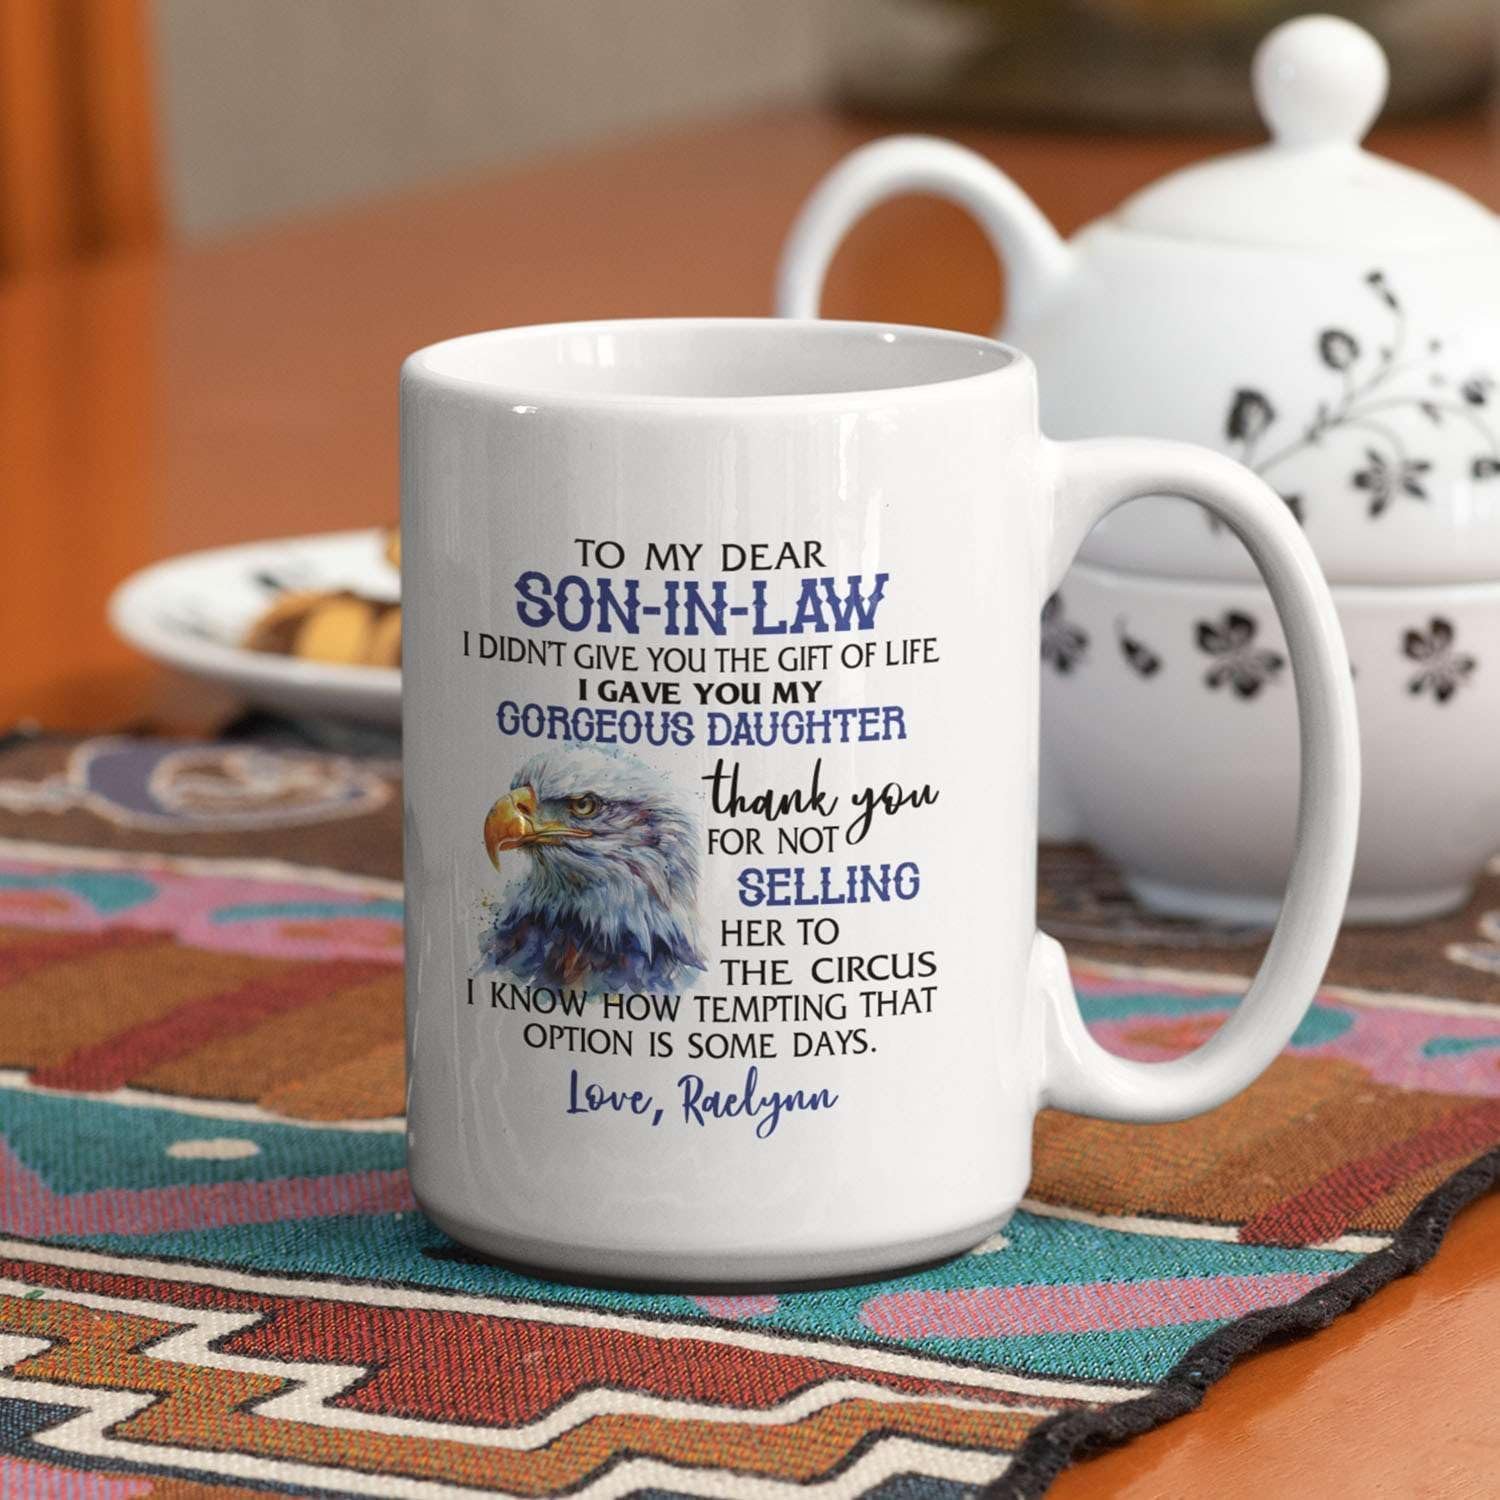 TO MY DEAR
SON-IN-LAW
I DIDN'T GIVE YOU THE GIFT OF LIFE
I GAVE YOU MY
GORGEOUS DAUGHTER
thank you
FOR NOT
SELLING
HER TO
THE CIRCUS
I KNOW HOW TEMPTING THAT
OPTION IS SOME DAYS.
Love, Raelynn